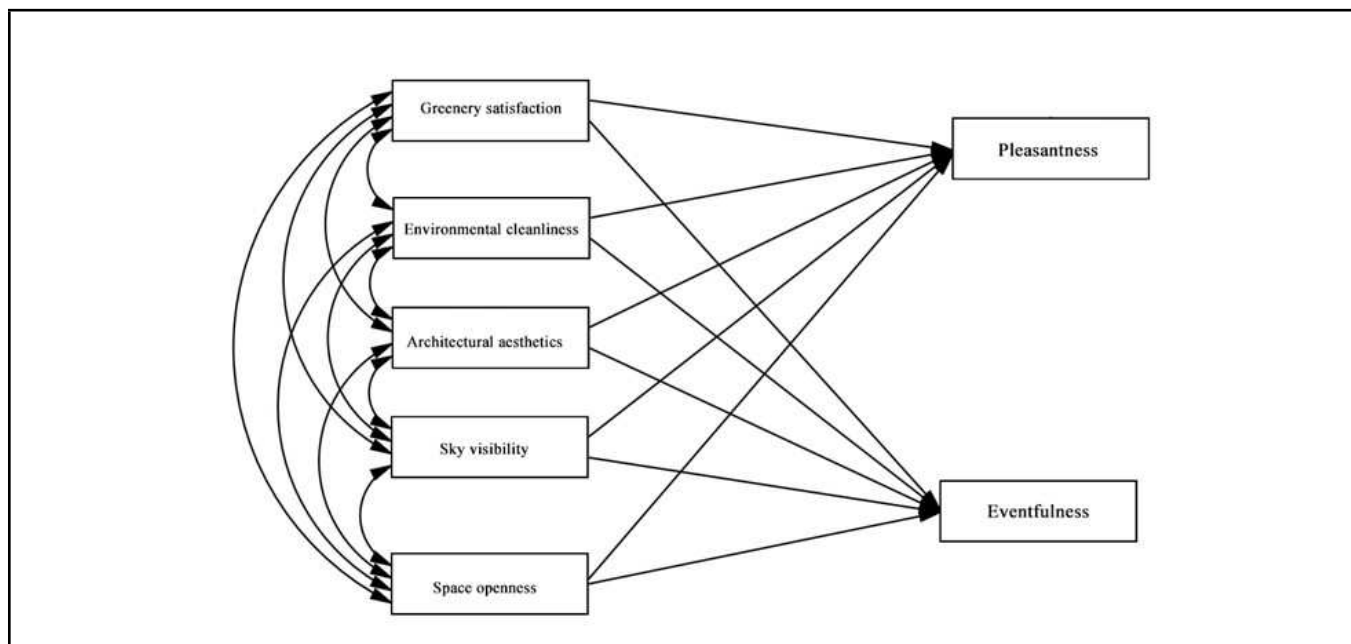 Greenery satisfaction
Pleasantness
Environmental cleanliness
Architectural aesthetics
Sky visibility
Eventfulness
Space openness